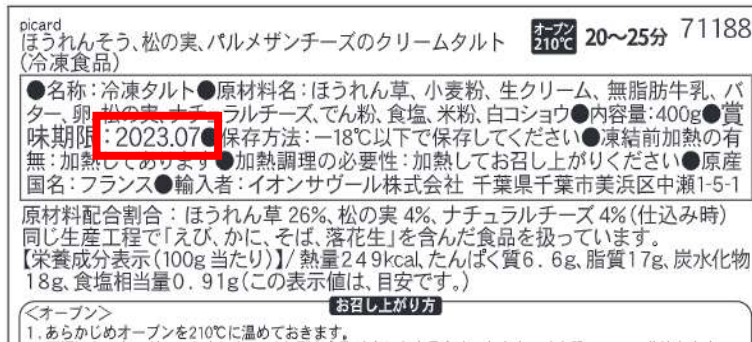 picard
ほうれんそう、松の実、パルメザンチーズのクリームタルト
(冷凍食品)
オーブン 210℃ 20〜25分 71188
●名称:冷凍タルト●原材料名:ほうれん草、小麦粉、生クリーム、無脂肪牛乳、バ
ター、卵、松の実、ナチュラルチーズ、でん粉、食塩、米粉、白コショウ●内容量:400g●賞
味期限:2023.07●保存方法:−18℃以下で保存してください●凍結前加熱の有
無:加熱してあります●加熱調理の必要性:加熱してお召し上がりください●原産
国名:フランス●輸入者:イオンサヴール株式会社 千葉県千葉市美浜区中瀬1-5-1
原材料配合割合:ほうれん草 26%、松の実 4%、ナチュラルチーズ 4%(仕込み時)
同じ生産工程で「えび、かに、そば、落花生」を含んだ食品を扱っています。
【栄養成分表示(100g当たり)】/熱量249kcal、たんぱく質6.6g、脂質17g、炭水化物
18g、食塩相当量0.91g(この表示値は、目安です。)
お召し上がり方
<オーブン>
1.あらかじめオーブンを210℃に温めておきます。